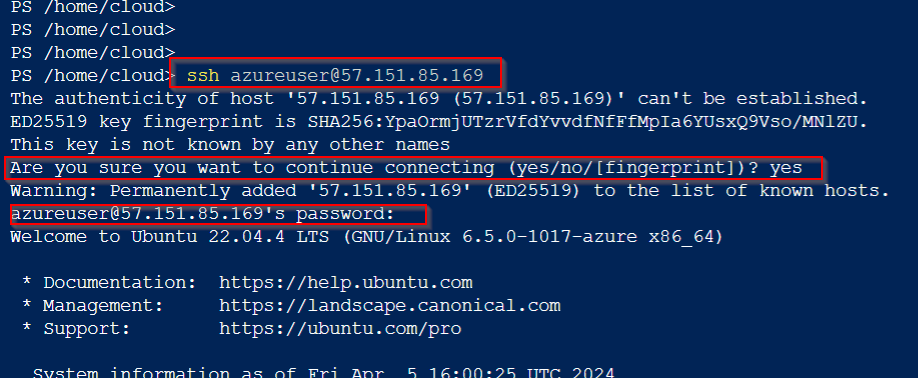 PS /home/cloud>
PS /home/cloud>
PS /home/cloud>
PS /home/cloud> ssh azureuser@57.151.85.169
The authenticity of host '57.151.85.169 (57.151.85.169)' can't be established.
ED25519 key fingerprint is SHA256:YpaOrmjUTzrVfdYvvdfNfFfMpIa6YUsxQ9Vso/MNlZU.
This key is not known by any other names
Are you sure you want to continue connecting (yes/no/[fingerprint])? yes
Warning: Permanently added '57.151.85.169' (ED25519) to the list of known hosts.
azureuser@57.151.85.169's password:
Welcome to Ubuntu 22.04.4 LTS (GNU/Linux 6.5.0-1017-azure x86_64)
* Documentation: https://help.ubuntu.com
* Management: https://landscape.canonical.com
* Support: https://ubuntu.com/pro
System information as of Fri Apr 5 16:00:25 UTC 2024